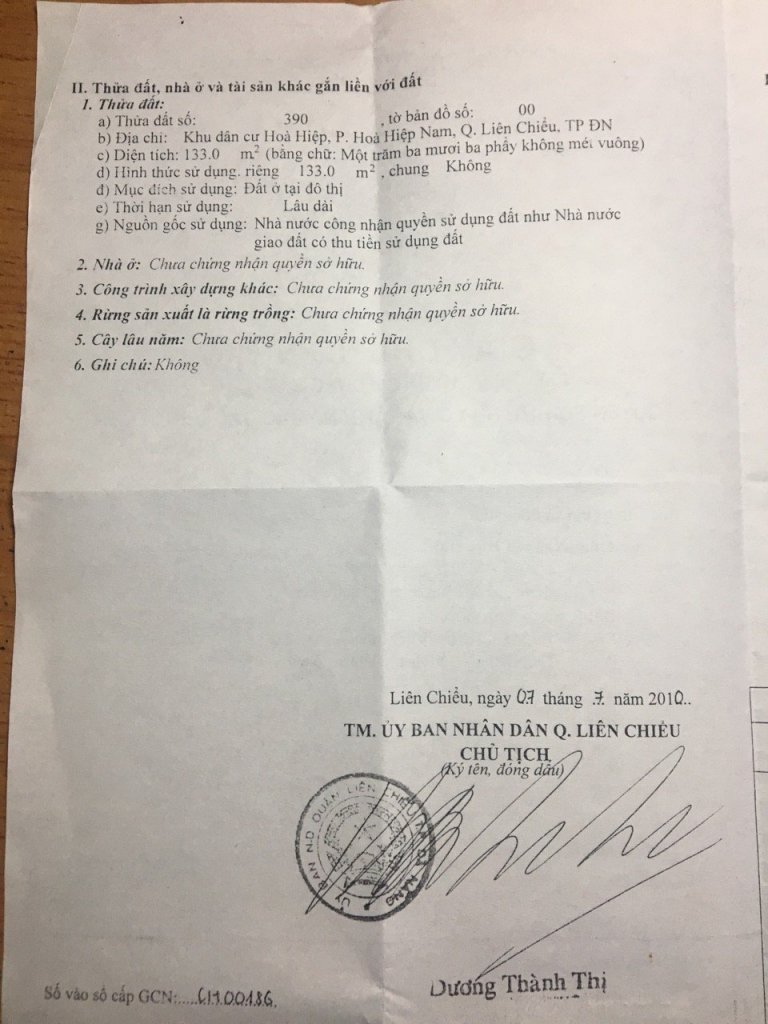 II. Thửa đất, nhà ở và tài sản khác gắn liền với đất
1. Thửa đất:
a) Thửa đất số: 390 , tờ bản đồ số: 00
b) Địa chỉ: Khu dân cư Hoà Hiệp, P. Hoà Hiệp Nam, Q. Liên Chiểu, TP ĐN
c) Diện tích: 133.0 m² (bằng chữ: Một trăm ba mươi ba phẩy không mét vuông)
d) Hình thức sử dụng. riêng 133.0 m², chung Không
đ) Mục đích sử dụng: Đất ở tại đô thị
e) Thời hạn sử dụng: Lâu dài
g) Nguồn gốc sử dụng: Nhà nước công nhận quyền sử dụng đất như Nhà nước
giao đất có thu tiền sử dụng đất
2. Nhà ở: Chưa chứng nhận quyền sở hữu.
3. Công trình xây dựng khác: Chưa chứng nhận quyền sở hữu.
4. Rừng sản xuất là rừng trồng: Chưa chứng nhận quyền sở hữu.
5. Cây lâu năm: Chưa chứng nhận quyền sở hữu.
6. Ghi chú: Không
Liên Chiểu, ngày 07 tháng 7 năm 2010..
TM. ỦY BAN NHÂN DÂN Q. LIÊN CHIỂU
CHỦ TỊCH
(Ký tên, đóng dấu)
ỦY BAN N.D QUẬN LIÊN CHIỂU TP. ĐÀ NẴNG
Dương Thành Thị
Số vào sổ cấp GCN:.....CH00186